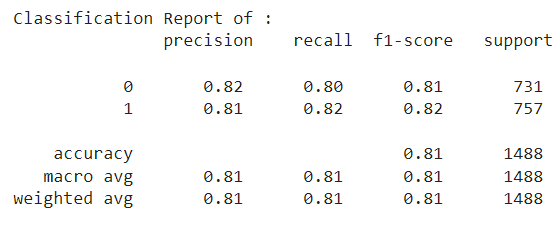 Classification Report of :
precision recall f1-score support
0 0.82 0.80 0.81 731
1 0.81 0.82 0.82 757
accuracy 0.81 1488
macro avg 0.81 0.81 0.81 1488
weighted avg 0.81 0.81 0.81 1488